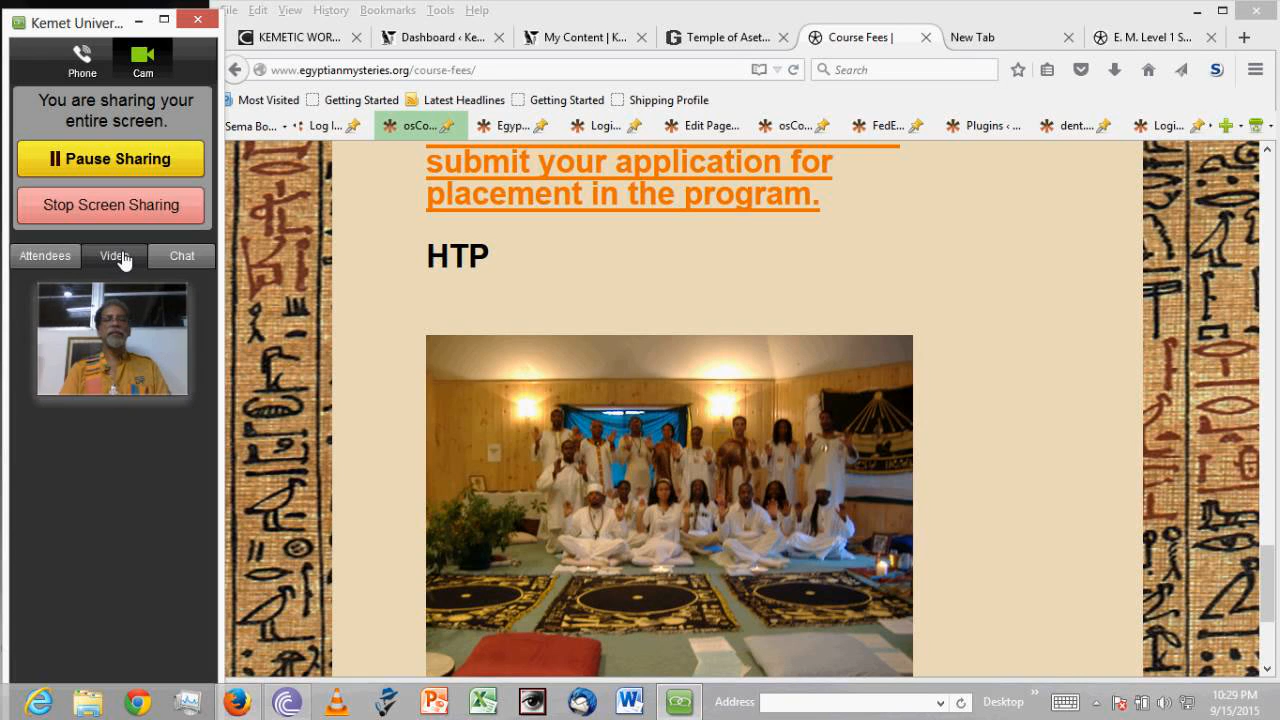 Kemet Univer...
File Edit View History Bookmarks Tools Help
KEMETIC WOR...
Dashboard ‹ Ke...
My Content | K...
Temple of Aset...
Course Fees |
New Tab
E. M. Level 1 S...
Phone
Cam
www.egyptianmysteries.org/course-fees/
Search
You are sharing your
entire screen.
Most Visited
Getting Started
Latest Headlines
Getting Started
Shipping Profile
Sema Bo...
Log I...
osCo...
Egyp...
Logi...
Edit Page...
osCo...
FedE...
Plugins ‹ ...
dent....
Logi...
Pause Sharing
Stop Screen Sharing
Attendees
Video
Chat
submit your application for
placement in the program.
HTP
Address
Desktop
10:29 PM
9/15/2015